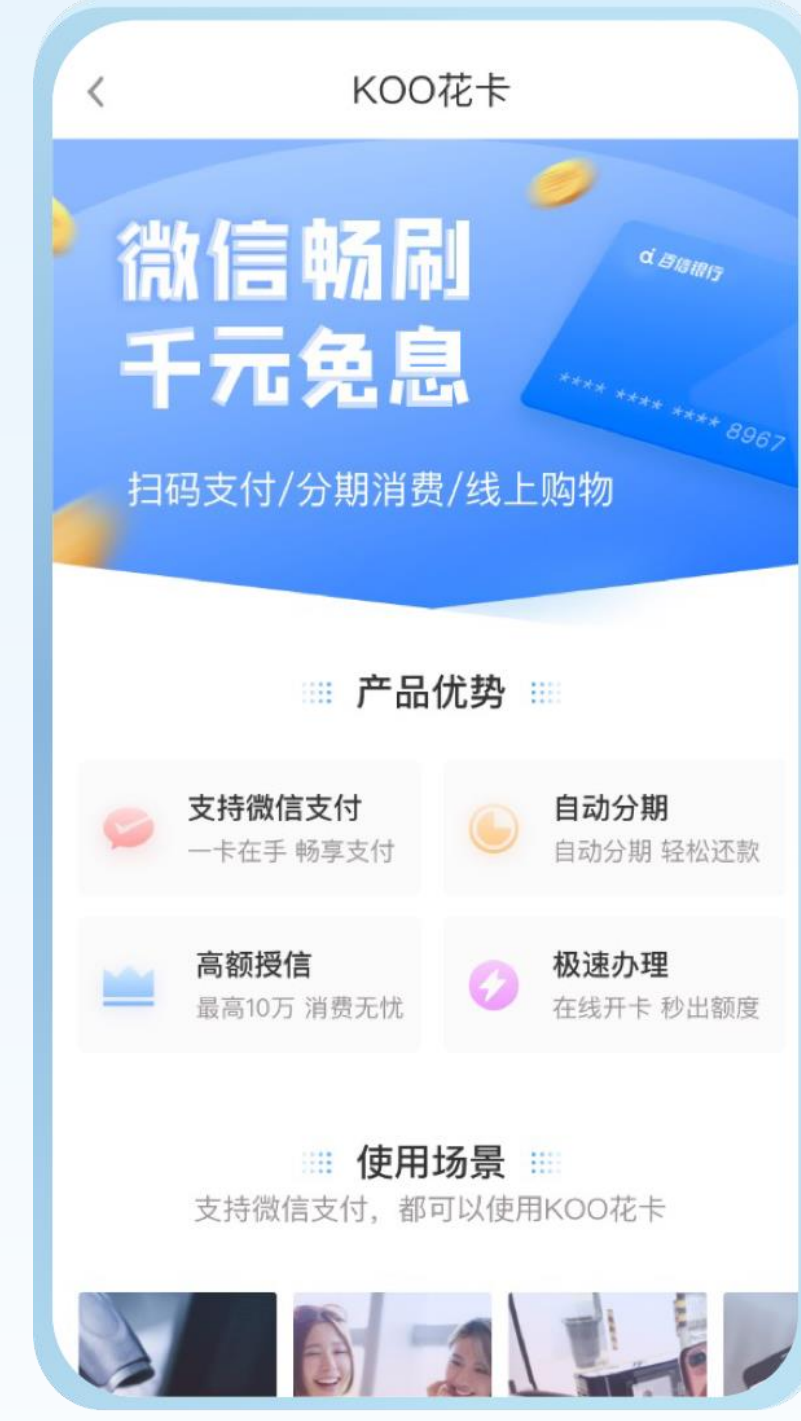 KOO花卡
微信畅刷
千元免息
百信银行
**** **** **** 8967
扫码支付/分期消费/线上购物
产品优势
支持微信支付
一卡在手 畅享支付
自动分期
自动分期 轻松还款
高额授信
最高10万 消费无忧
极速办理
在线开卡 秒出额度
使用场景
支持微信支付，都可以使用KOO花卡